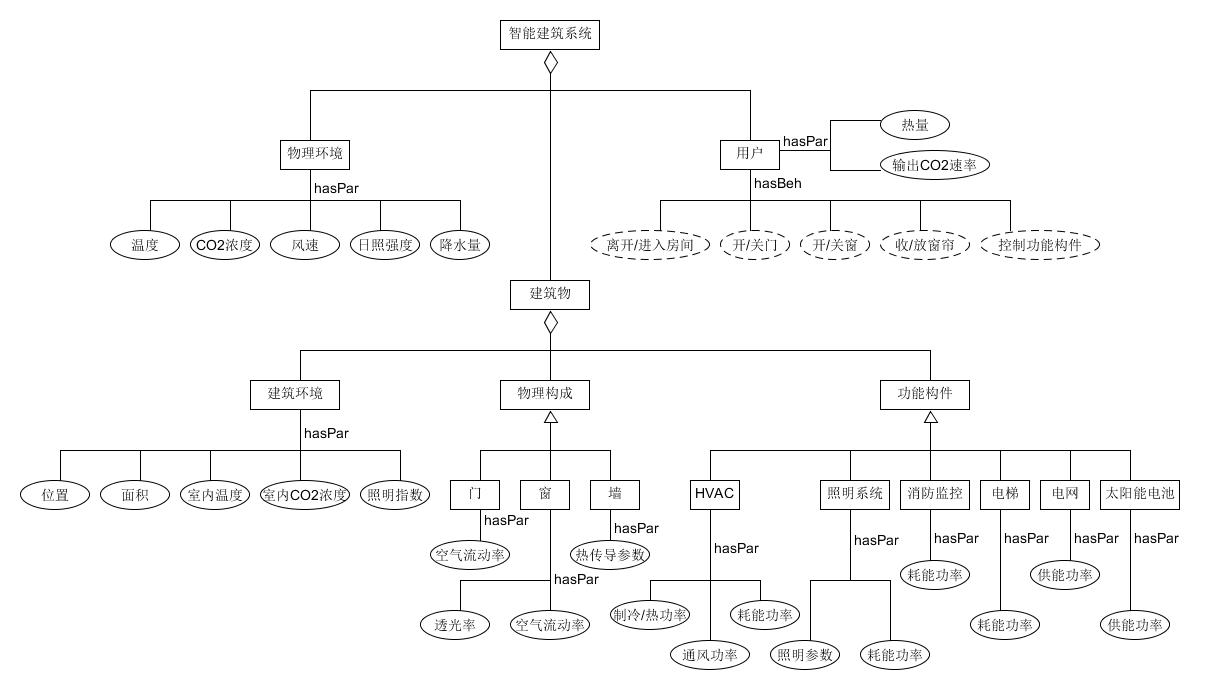 智能建筑系统
物理环境
hasPar
温度
CO2浓度
风速
日照强度
降水量
用户
hasPar
热量
输出CO2速率
hasBeh
离开/进入房间
开/关门
开/关窗
收/放窗帘
控制功能构件
建筑物
建筑环境
物理构成
功能构件
hasPar
位置
面积
室内温度
室内CO2浓度
照明指数
门
窗
墙
hasPar
空气流动率
hasPar
热传导参数
hasPar
透光率
空气流动率
HVAC
照明系统
消防监控
电梯
电网
太阳能电池
hasPar
制冷/热功率
通风功率
耗能功率
hasPar
照明参数
耗能功率
hasPar
耗能功率
hasPar
耗能功率
hasPar
供能功率
hasPar
供能功率